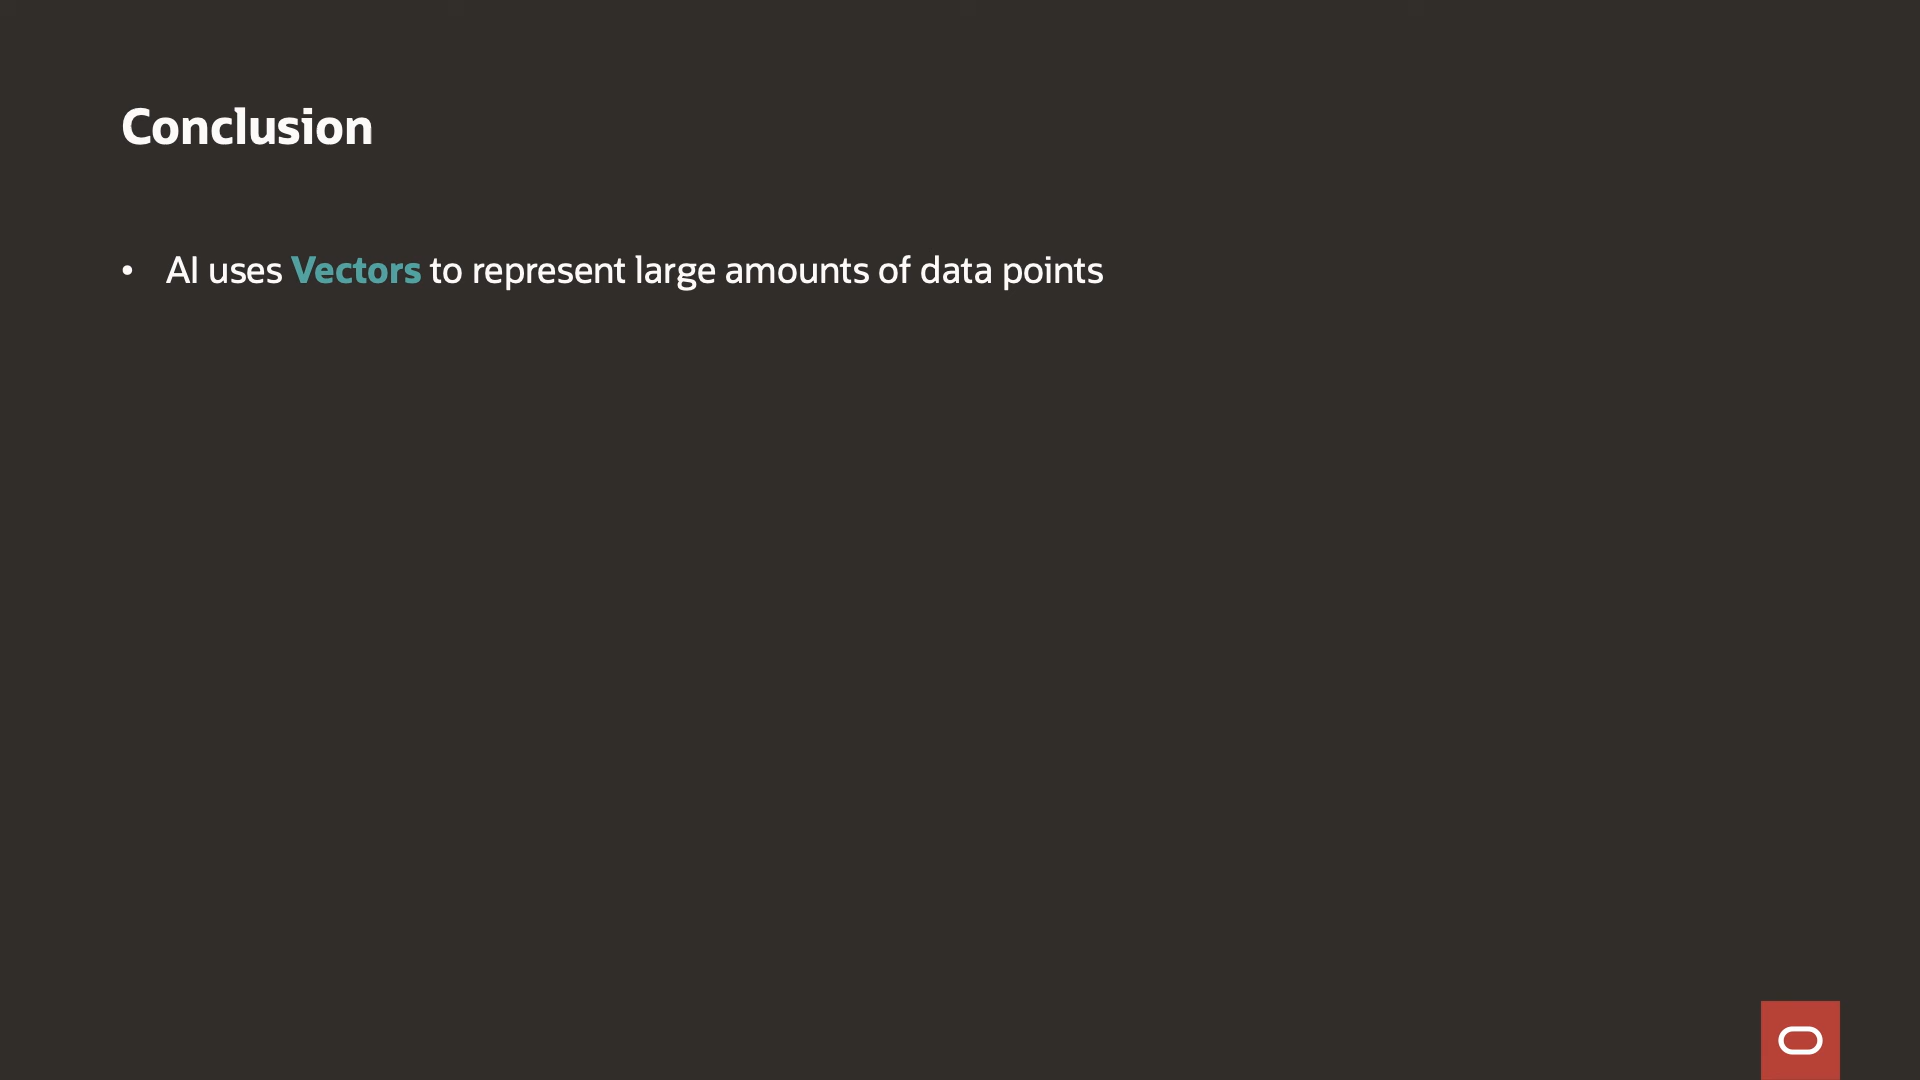 Conclusion
• AI uses Vectors to represent large amounts of data points